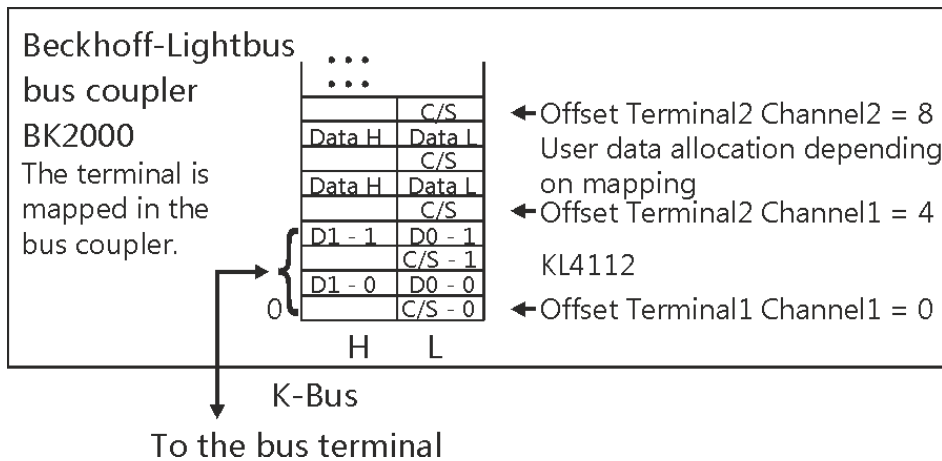 Beckhoff-Lightbus
bus coupler
BK2000
The terminal is
mapped in the
bus coupler.
C/S
Data H Data L
C/S
Data H Data L
C/S
D1 - 1 D0 - 1
C/S - 1
D1 - 0 D0 - 0
0 C/S - 0
H L
Offset Terminal2 Channel2 = 8
User data allocation depending
on mapping
Offset Terminal2 Channel1 = 4
KL4112
Offset Terminal1 Channel1 = 0
K-Bus
To the bus terminal